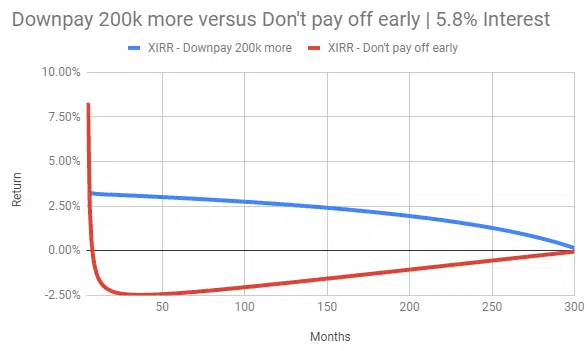 Downpay 200k more versus Don't pay off early | 5.8% Interest
XIRR - Downpay 200k more XIRR - Don't pay off early
10.00%
7.50%
5.00%
2.50%
0.00%
-2.50%
Return
50 100 150 200 250 300
Months